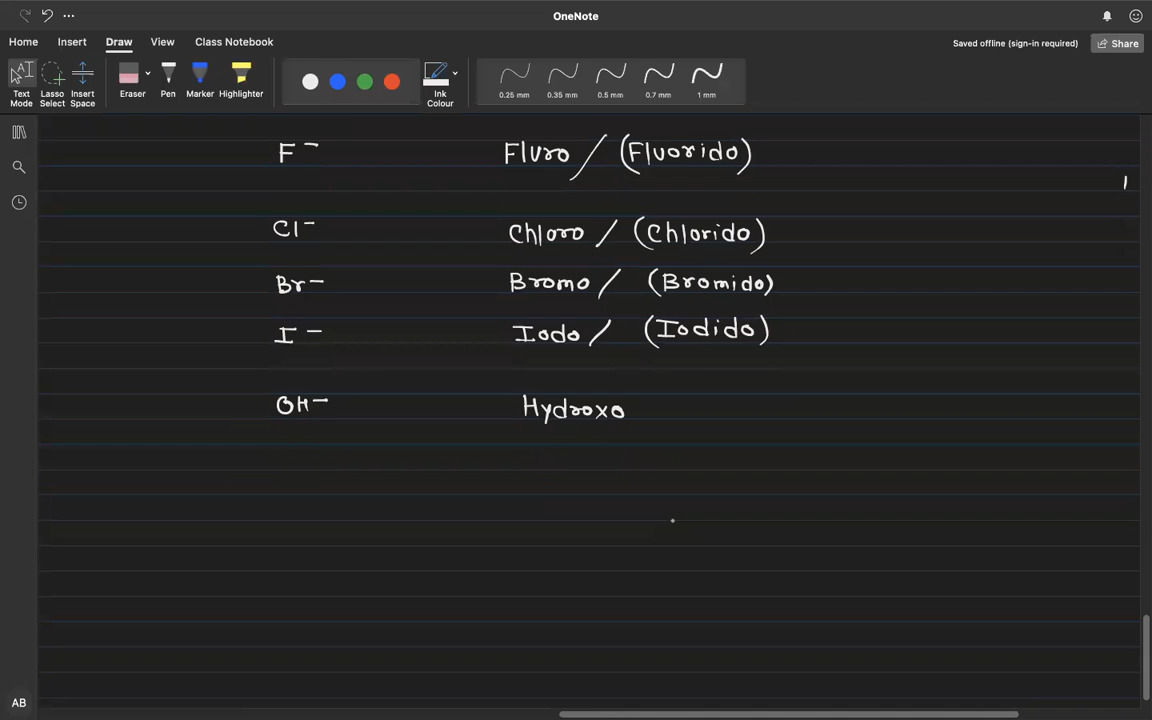 OneNote
Home Insert Draw View Class Notebook
Saved offline (sign-in required) Share
Text Mode
Lasso Select
Insert Space
Eraser
Pen
Marker
Highlighter
Ink Colour
0.25 mm
0.35 mm
0.5 mm
0.7 mm
1 mm
F⁻ Fluro / (Fluorido)
Cl⁻ Chloro / (Chlorido)
Br⁻ Bromo / (Bromido)
I⁻ Iodo / (Iodido)
OH⁻ Hydroxo
AB